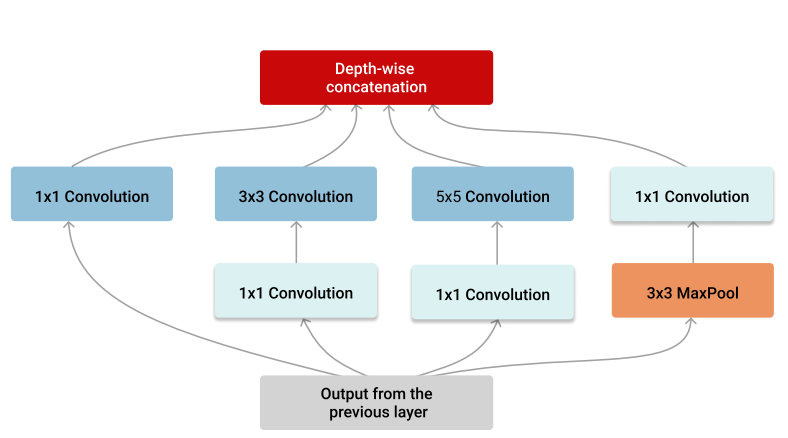 Depth-wise
concatenation
1x1 Convolution
3x3 Convolution
5x5 Convolution
1x1 Convolution
1x1 Convolution
1x1 Convolution
3x3 MaxPool
Output from the
previous layer